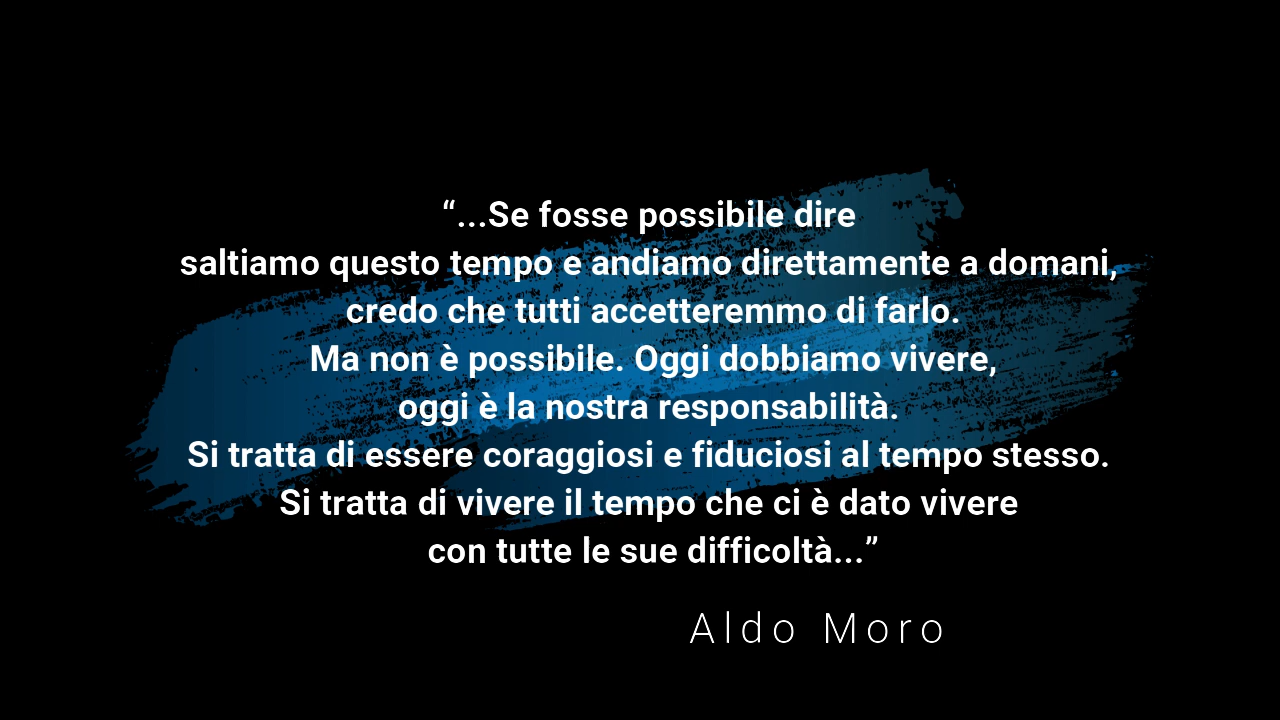 “...Se fosse possibile dire
saltiamo questo tempo e andiamo direttamente a domani,
credo che tutti accetteremmo di farlo.
Ma non è possibile. Oggi dobbiamo vivere,
oggi è la nostra responsabilità.
Si tratta di essere coraggiosi e fiduciosi al tempo stesso.
Si tratta di vivere il tempo che ci è dato vivere
con tutte le sue difficoltà...”
Aldo Moro